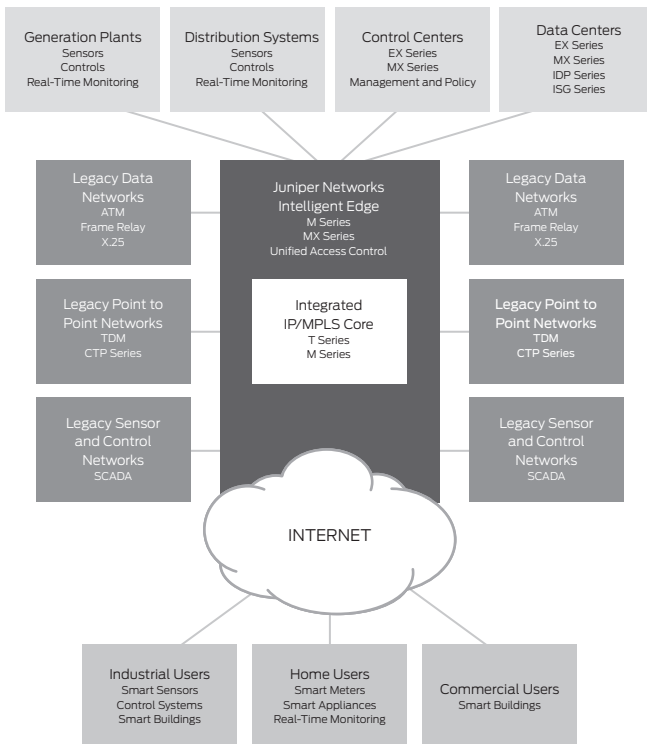 Generation Plants
Sensors
Controls
Real-Time Monitoring
Distribution Systems
Sensors
Controls
Real-Time Monitoring
Control Centers
EX Series
MX Series
Management and Policy
Data Centers
EX Series
MX Series
IDP Series
ISG Series
Legacy Data
Networks
ATM
Frame Relay
X.25
Juniper Networks
Intelligent Edge
M Series
MX Series
Unified Access Control
Legacy Data
Networks
ATM
Frame Relay
X.25
Legacy Point to
Point Networks
TDM
CTP Series
Integrated
IP/MPLS Core
T Series
M Series
Legacy Point to
Point Networks
TDM
CTP Series
Legacy Sensor
and Control
Networks
SCADA
Legacy Sensor
and Control
Networks
SCADA
INTERNET
Industrial Users
Smart Sensors
Control Systems
Smart Buildings
Home Users
Smart Meters
Smart Appliances
Real-Time Monitoring
Commercial Users
Smart Buildings